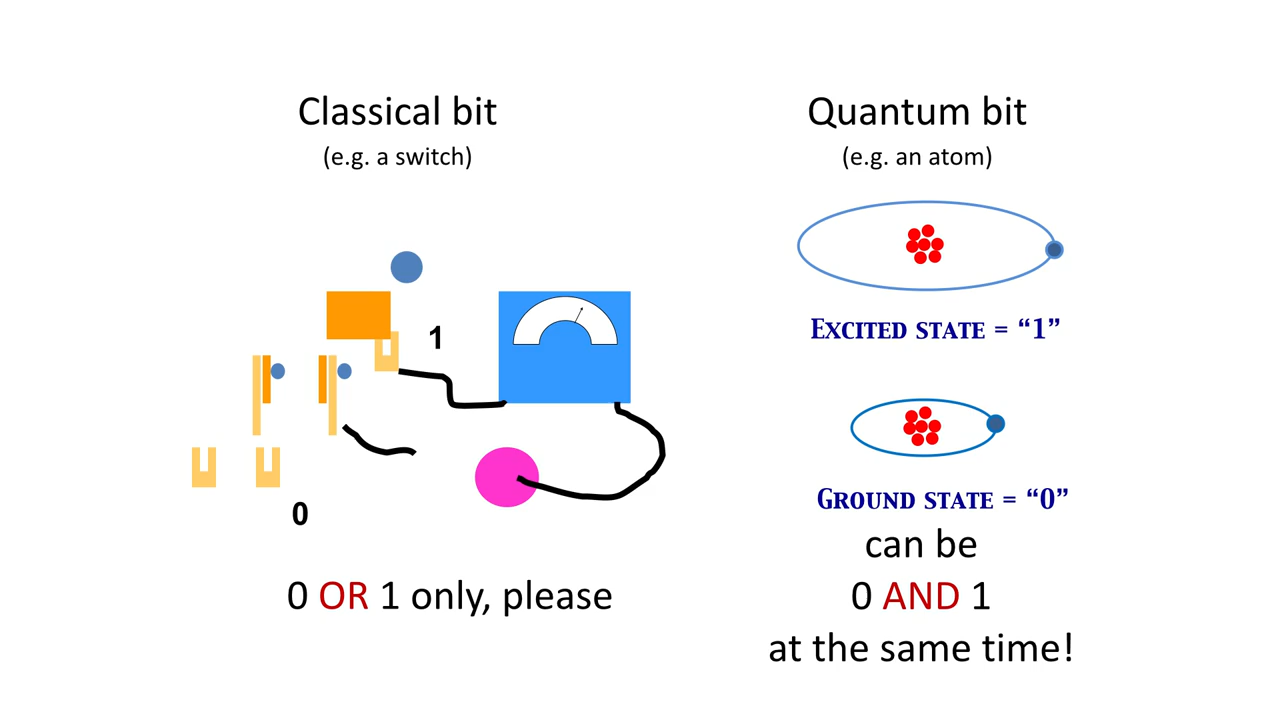 Classical bit
(e.g. a switch)
1
0
0 OR 1 only, please
Quantum bit
(e.g. an atom)
EXCITED STATE = “1”
GROUND STATE = “0”
can be
0 AND 1
at the same time!